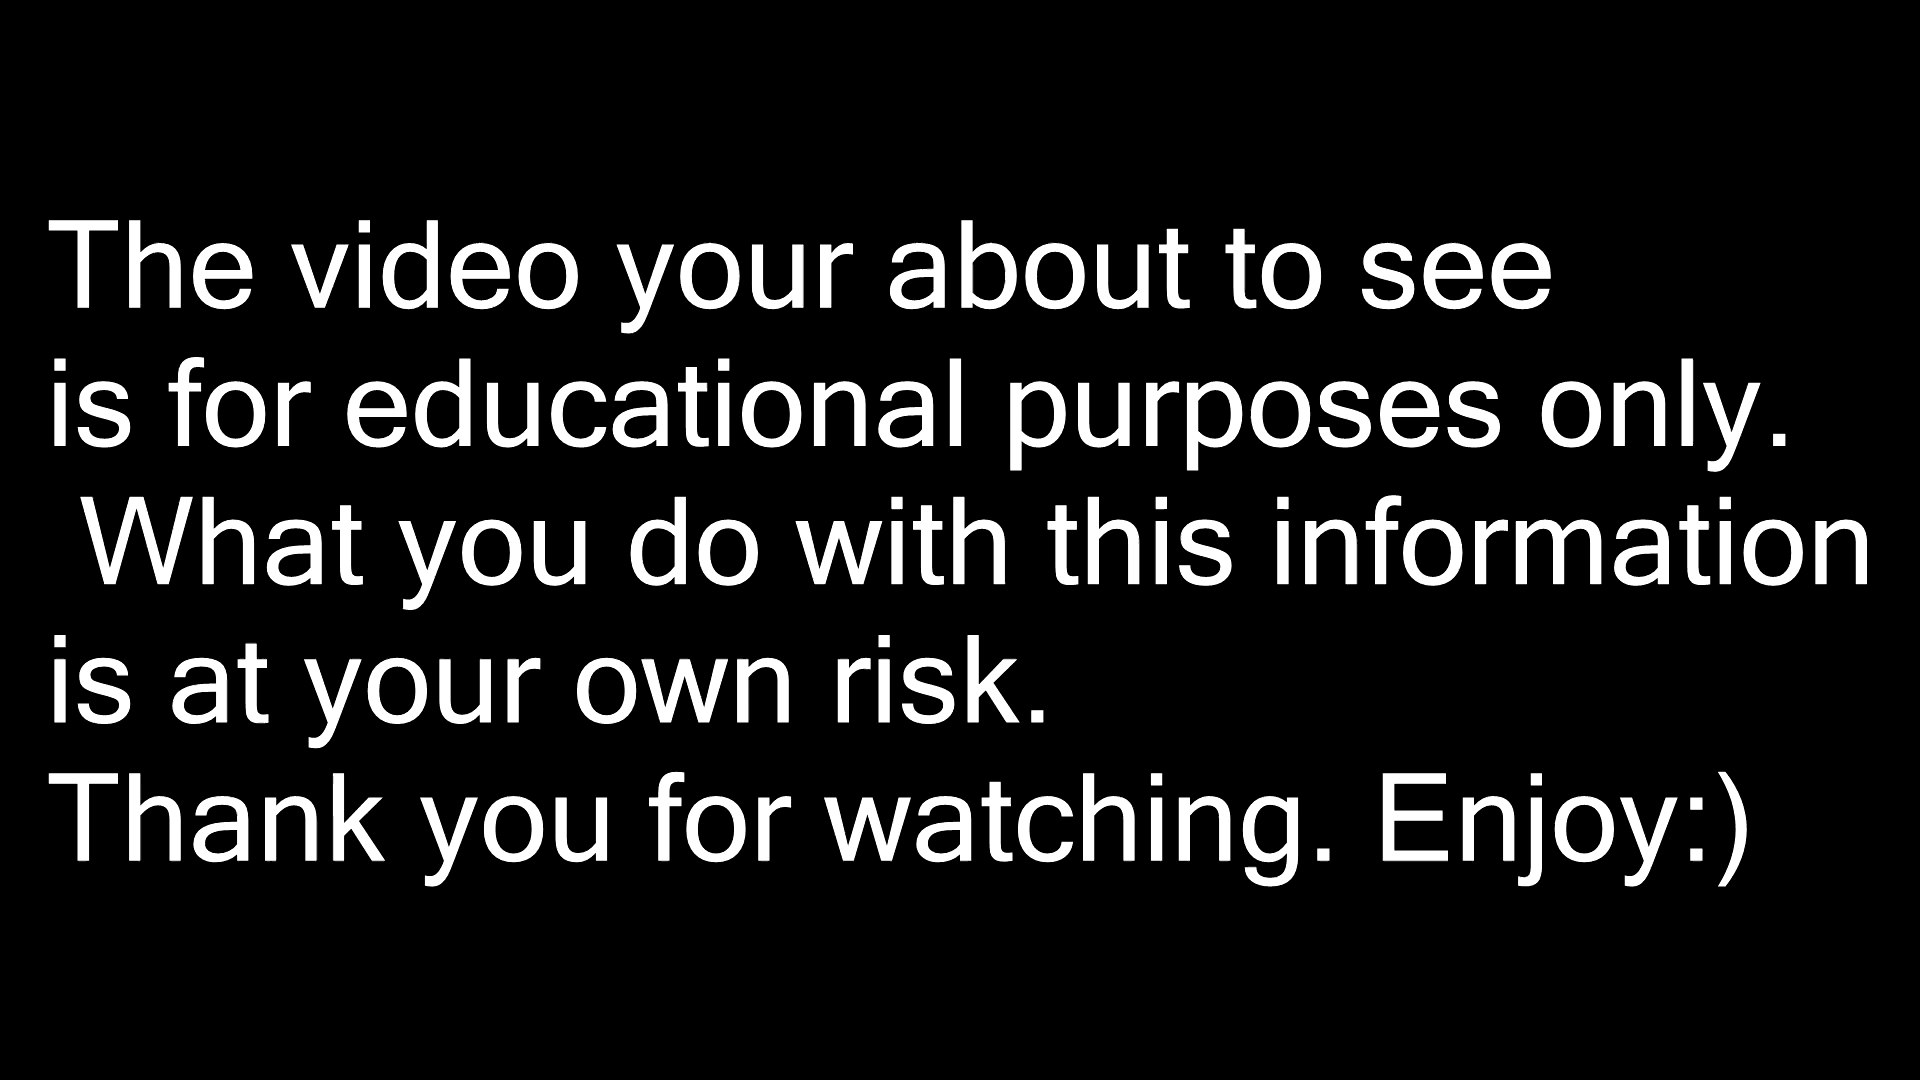 The video your about to see
is for educational purposes only.
What you do with this information
is at your own risk.
Thank you for watching. Enjoy:)